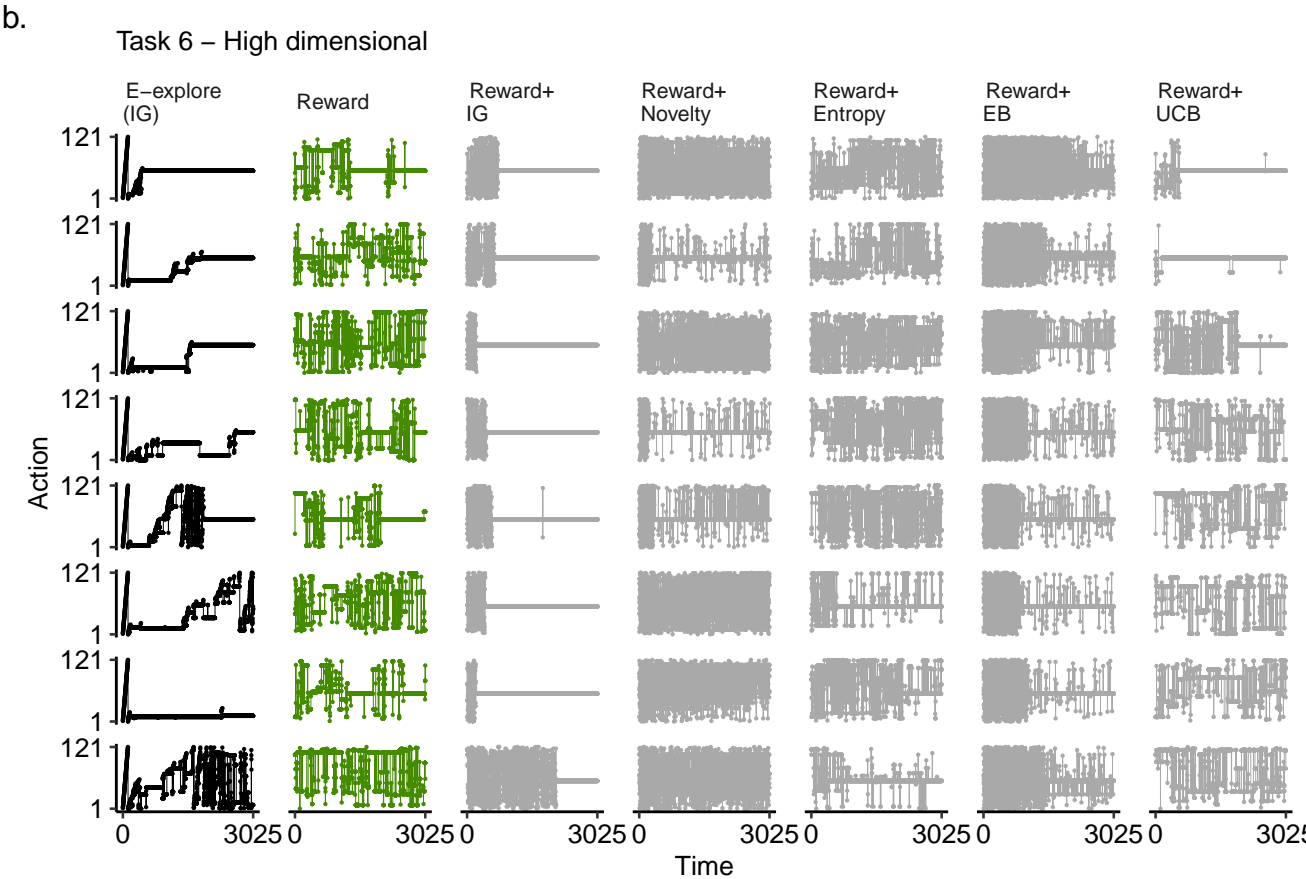 b.
Task 6 – High dimensional
E−explore
(IG)
Reward
Reward+
IG
Reward+
Novelty
Reward+
Entropy
Reward+
EB
Reward+
UCB
121
1
121
1
121
1
121
1
121
1
121
1
121
1
121
1
Action
0 3025 0 3025 0 3025 0 3025 0 3025 0 3025 0 3025
Time